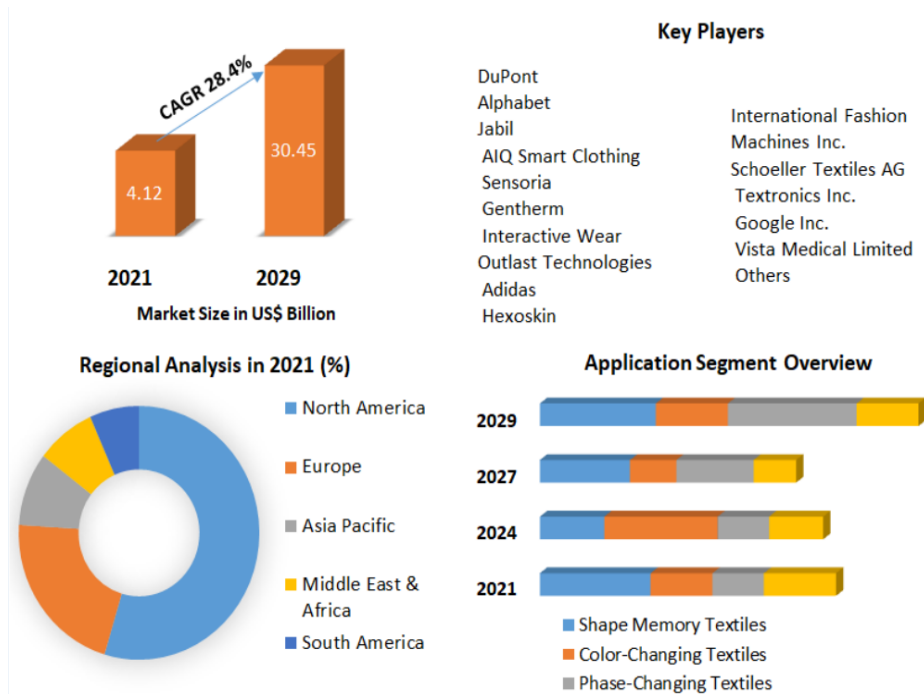 CAGR 28.4%
4.12
30.45
2021
2029
Market Size in US$ Billion
Key Players
DuPont
Alphabet
Jabil
AIQ Smart Clothing
Sensoria
Gentherm
Interactive Wear
Outlast Technologies
Adidas
Hexoskin
International Fashion
Machines Inc.
Schoeller Textiles AG
Textronics Inc.
Google Inc.
Vista Medical Limited
Others
Regional Analysis in 2021 (%)
North America
Europe
Asia Pacific
Middle East &
Africa
South America
Application Segment Overview
2029
2027
2024
2021
Shape Memory Textiles
Color-Changing Textiles
Phase-Changing Textiles